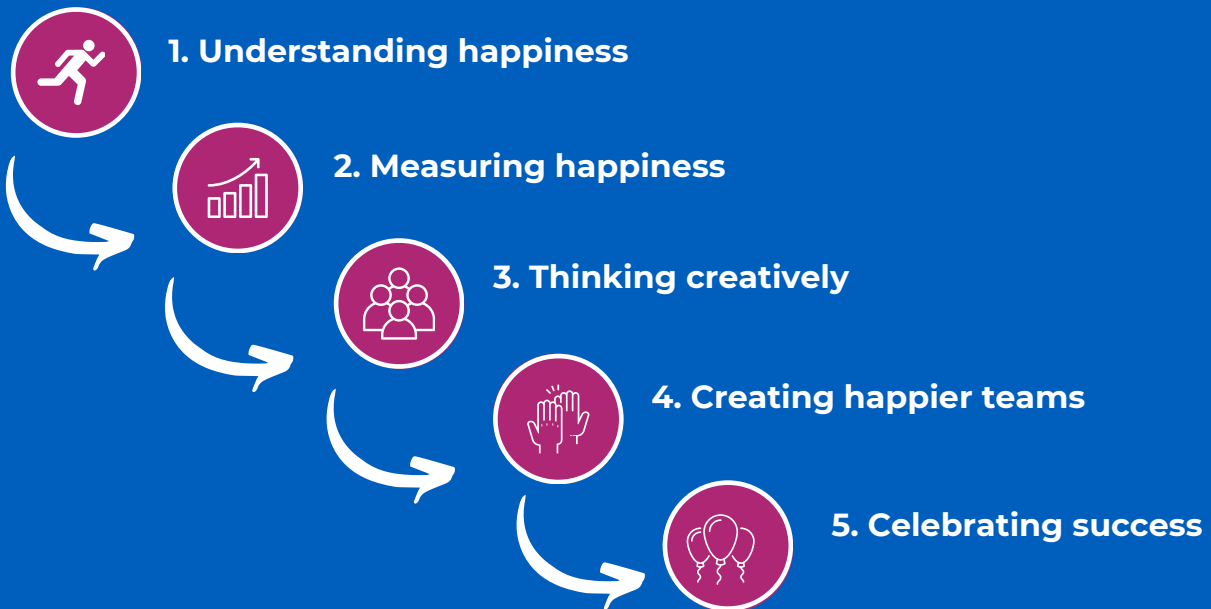 1. Understanding happiness
2. Measuring happiness
3. Thinking creatively
4. Creating happier teams
5. Celebrating success